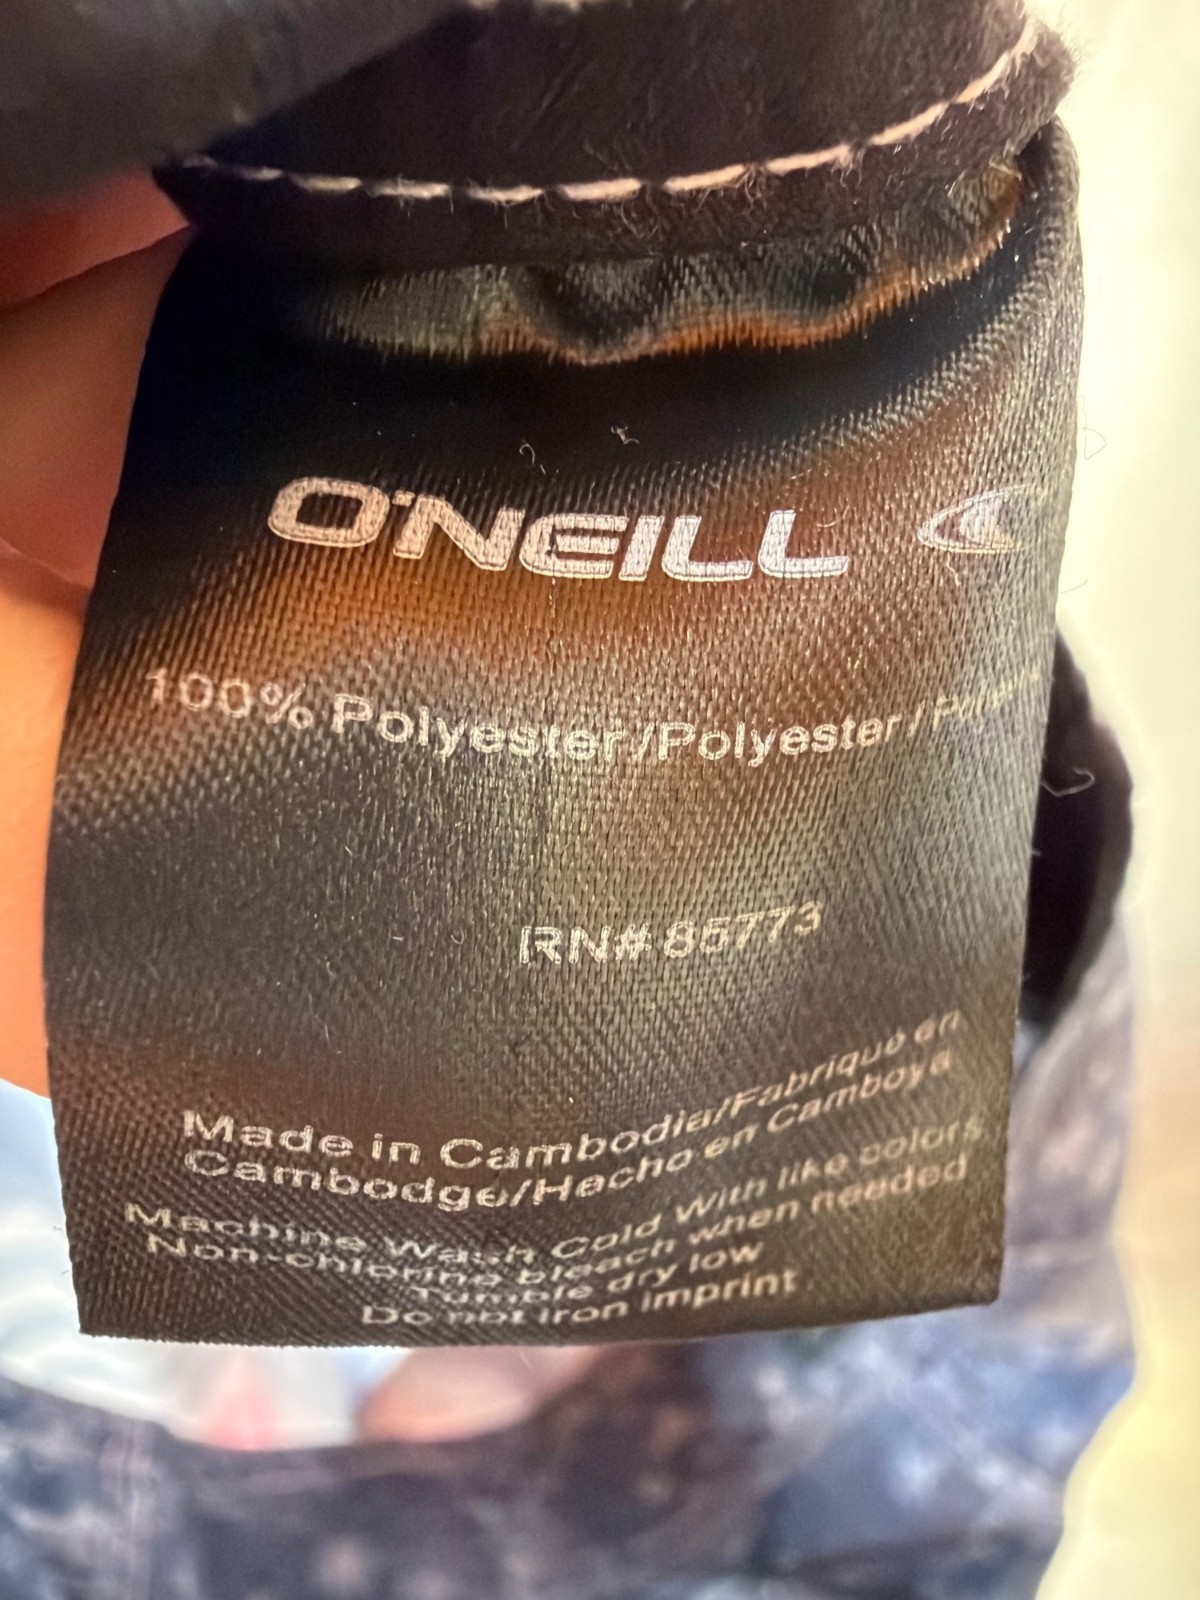 O'NEILL
100% Polyester/Polyester/
RN# 85773
Made in Cambodia/Fabrique en
Cambodge/Hecho en Camboya
Machine Wash Cold With like colors
Non-chlorine bleach when needed
Tumble dry low
Do not iron imprint